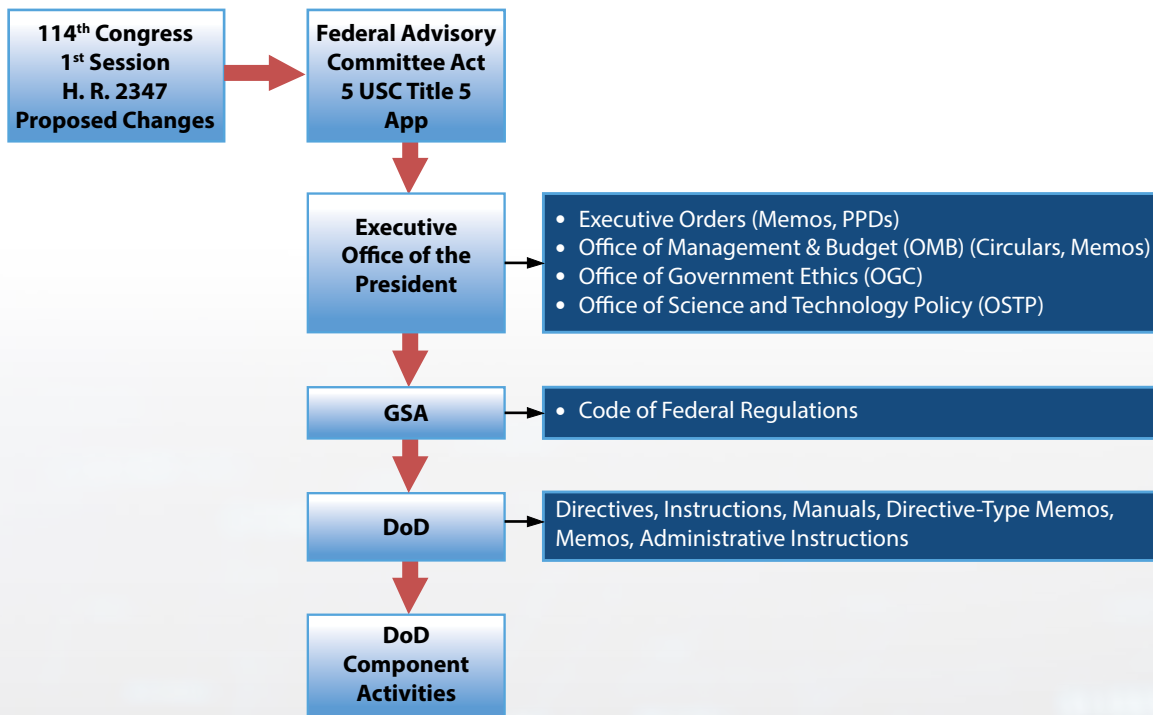 114th Congress
1st Session
H. R. 2347
Proposed Changes
Federal Advisory
Committee Act
5 USC Title 5
App
Executive
Office of the
President
• Executive Orders (Memos, PPDs)
• Office of Management & Budget (OMB) (Circulars, Memos)
• Office of Government Ethics (OGC)
• Office of Science and Technology Policy (OSTP)
GSA
• Code of Federal Regulations
DoD
Directives, Instructions, Manuals, Directive-Type Memos,
Memos, Administrative Instructions
DoD
Component
Activities